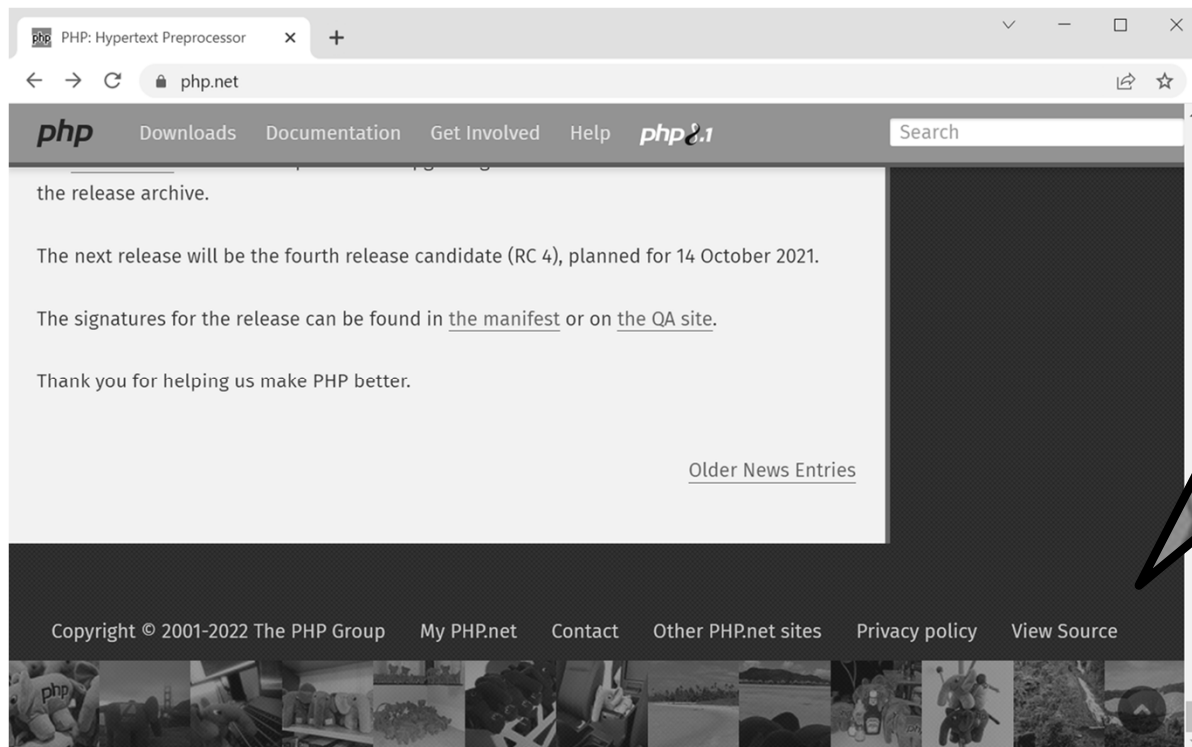 php PHP: Hypertext Preprocessor
php.net
php Downloads Documentation Get Involved Help php8.1 Search
the release archive.
The next release will be the fourth release candidate (RC 4), planned for 14 October 2021.
The signatures for the release can be found in the manifest or on the QA site.
Thank you for helping us make PHP better.
Older News Entries
Copyright © 2001-2022 The PHP Group My PHP.net Contact Other PHP.net sites Privacy policy View Source
php